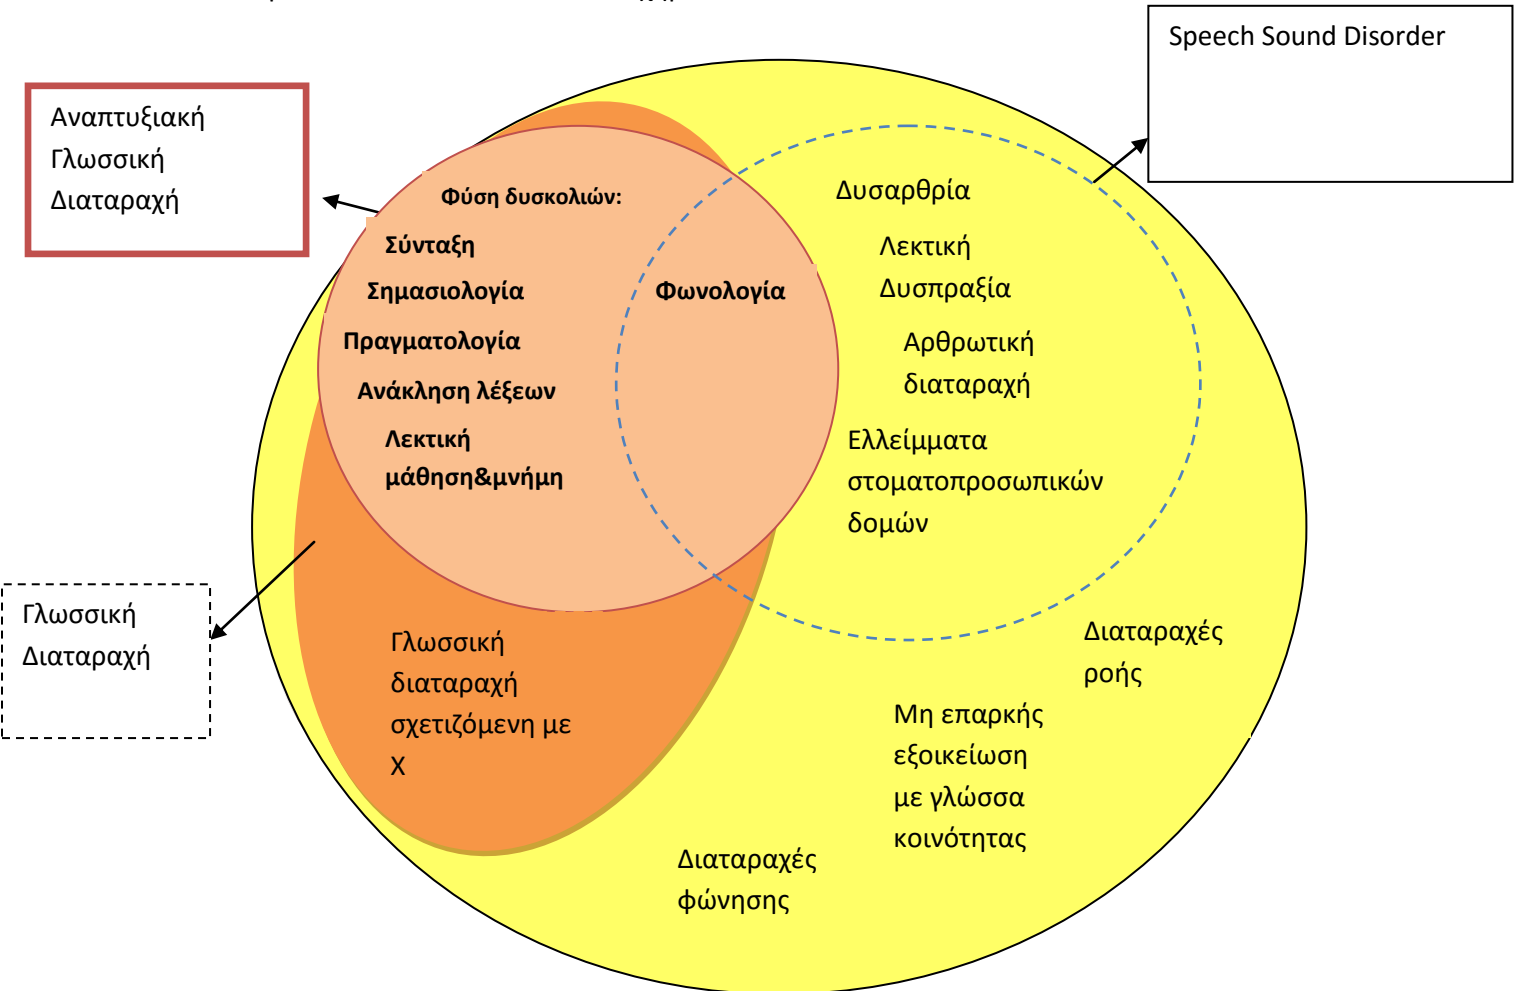 Speech Sound Disorder
Αναπτυξιακή
Γλωσσική
Διαταραχή
Φύση δυσκολιών:
Σύνταξη
Σημασιολογία
Πραγματολογία
Ανάκληση λέξεων
Λεκτική
μάθηση&μνήμη
Φωνολογία
Δυσαρθρία
Λεκτική
Δυσπραξία
Αρθρωτική
διαταραχή
Ελλείμματα
στοματοπροσωπικών
δομών
Γλωσσική
Διαταραχή
Γλωσσική
διαταραχή
σχετιζόμενη με
Χ
Διαταραχές
ροής
Μη επαρκής
εξοικείωση
με γλώσσα
κοινότητας
Διαταραχές
φώνησης